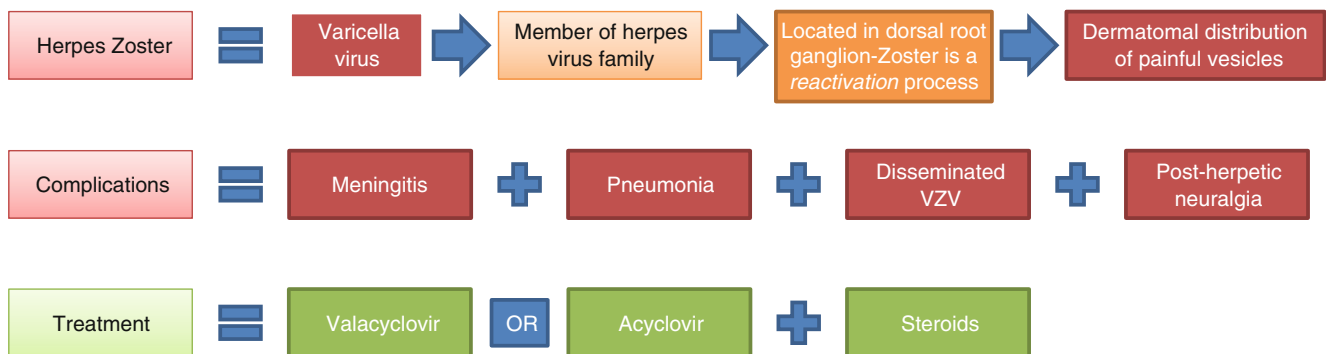 Herpes Zoster
Varicella
virus
Member of herpes
virus family
Located in dorsal root
ganglion-Zoster is a
reactivation process
Dermatomal distribution
of painful vesicles
Complications
Meningitis
Pneumonia
Disseminated
VZV
Post-herpetic
neuralgia
Treatment
Valacyclovir
OR
Acyclovir
Steroids